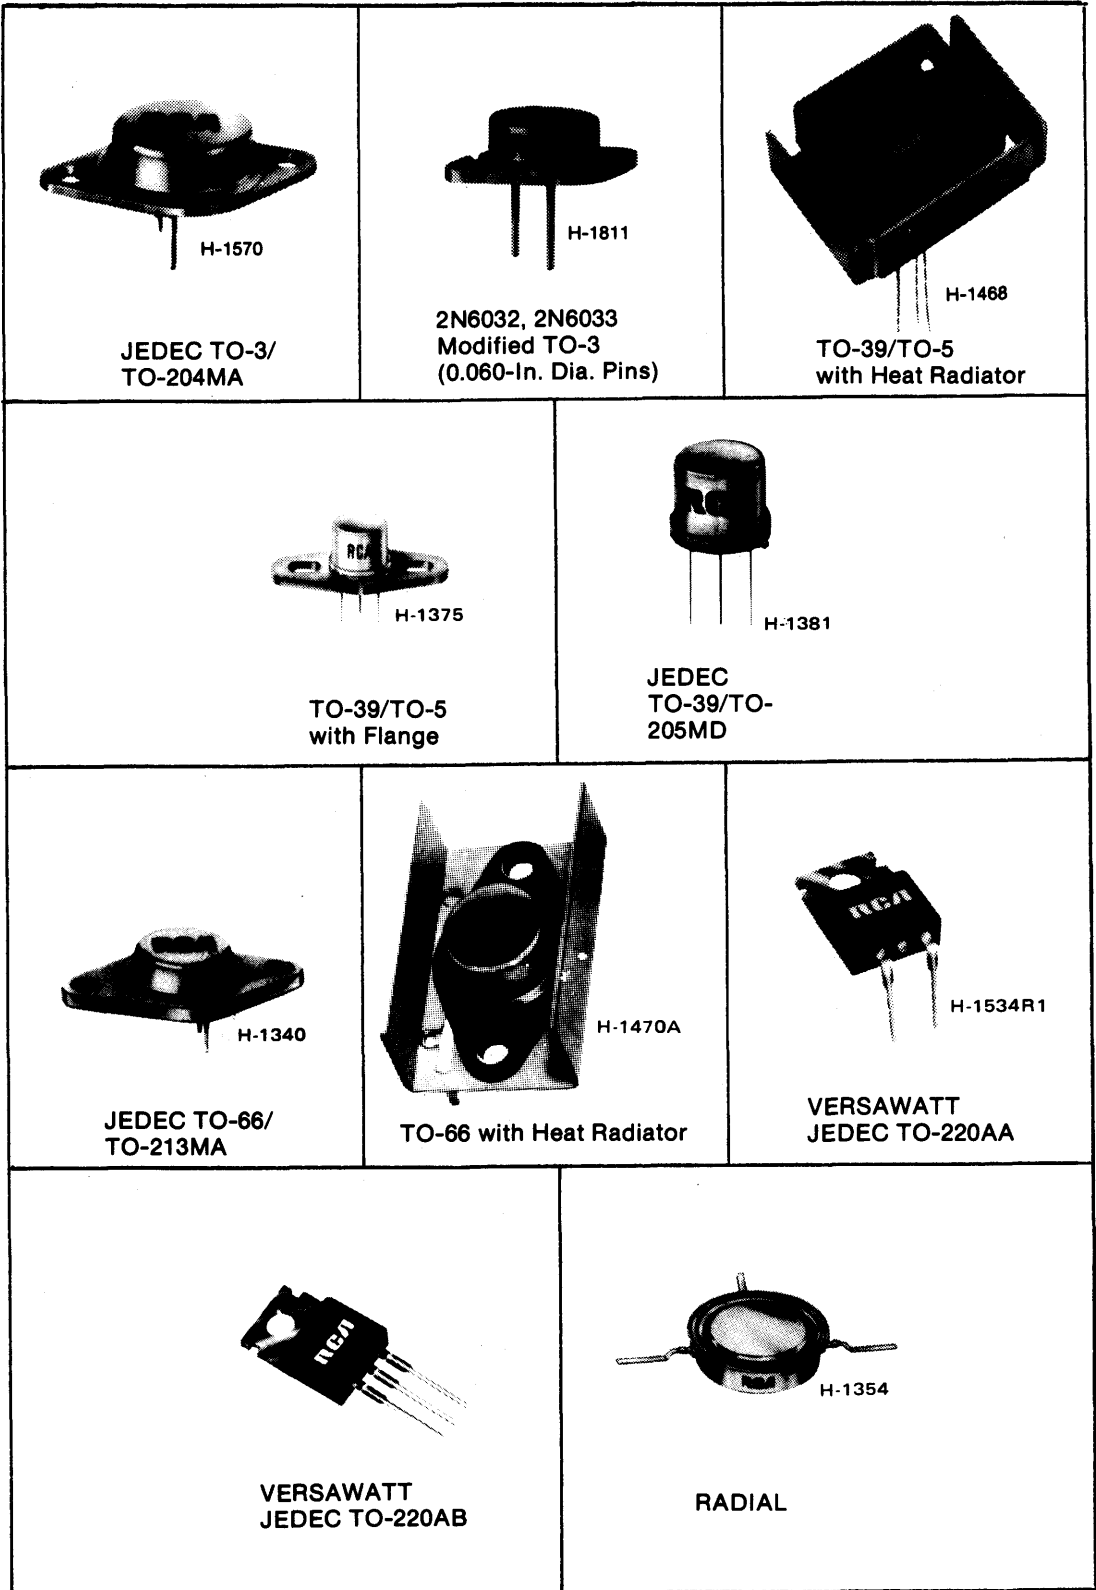 H-1570
JEDEC TO-3/
TO-204MA
H-1811
2N6032, 2N6033
Modified TO-3
(0.060-In. Dia. Pins)
H-1468
TO-39/TO-5
with Heat Radiator
RCA
H-1375
TO-39/TO-5
with Flange
H-1381
JEDEC
TO-39/TO-
205MD
H-1340
JEDEC TO-66/
TO-213MA
H-1470A
TO-66 with Heat Radiator
RCA
H-1534R1
VERSAWATT
JEDEC TO-220AA
RCA
VERSAWATT
JEDEC TO-220AB
H-1354
RADIAL